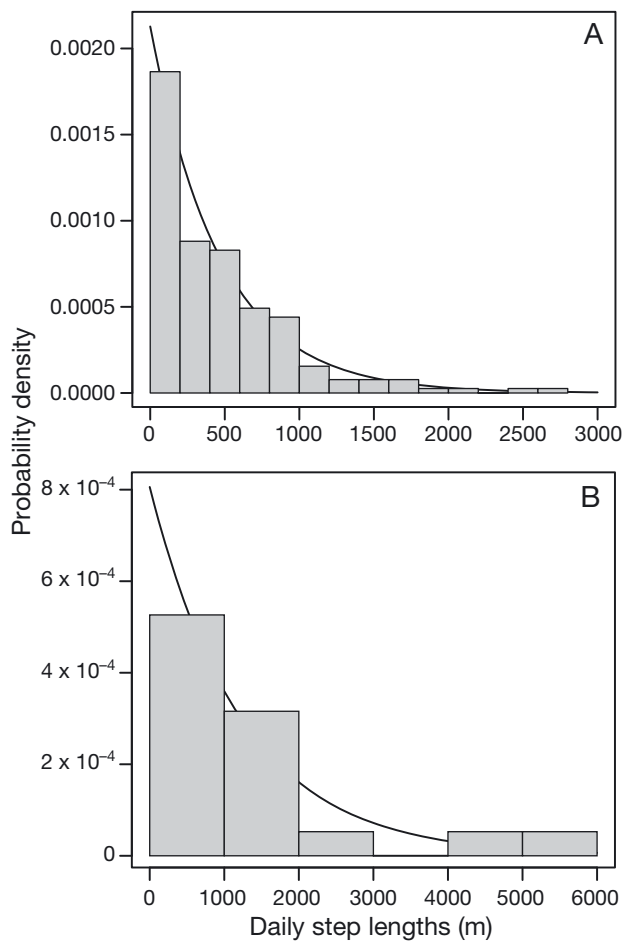 A
0.0020
0.0015
0.0010
0.0005
0.0000
0 500 1000 1500 2000 2500 3000
Probability density
B
8 x 10⁻⁴
6 x 10⁻⁴
4 x 10⁻⁴
2 x 10⁻⁴
0
0 1000 2000 3000 4000 5000 6000
Daily step lengths (m)